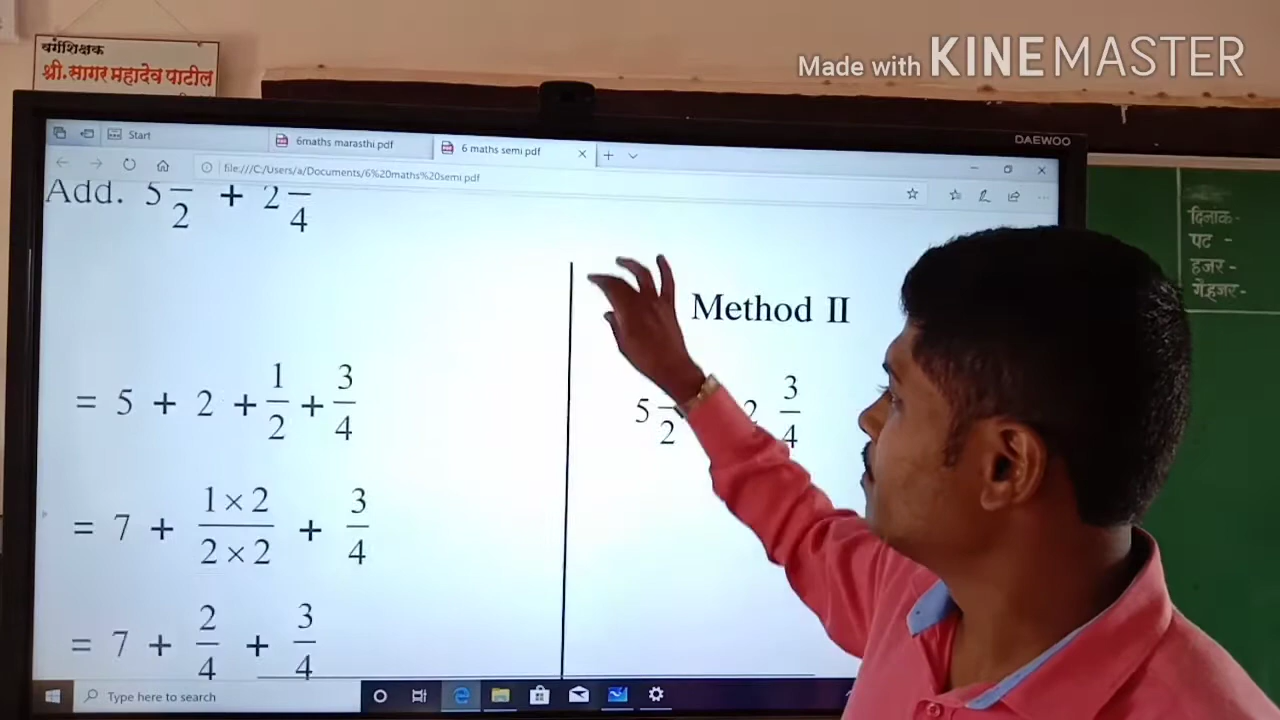 वर्गशिक्षक
श्री.सागर महादेव पाटील
Made with KINEMASTER
DAEWOO
Start
6maths marasthi.pdf
6 maths semi.pdf
file:///C:/Users/a/Documents/6%20maths%20semi.pdf
Add. 5 –/2 + 2 –/4
= 5 + 2 + 1/2 + 3/4
= 7 + 1 × 2/2 × 2 + 3/4
= 7 + 2/4 + 3/4
Method II
5 –/2 2 3/4
Type here to search
दिनांक-
पट -
हजर -
गैरहजर-